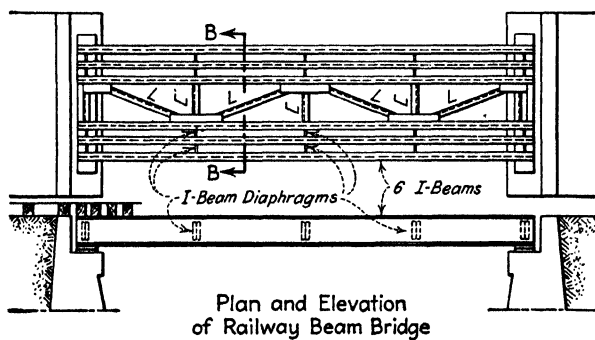 B
B
I-Beam Diaphragms
6 I-Beams
Plan and Elevation
of Railway Beam Bridge